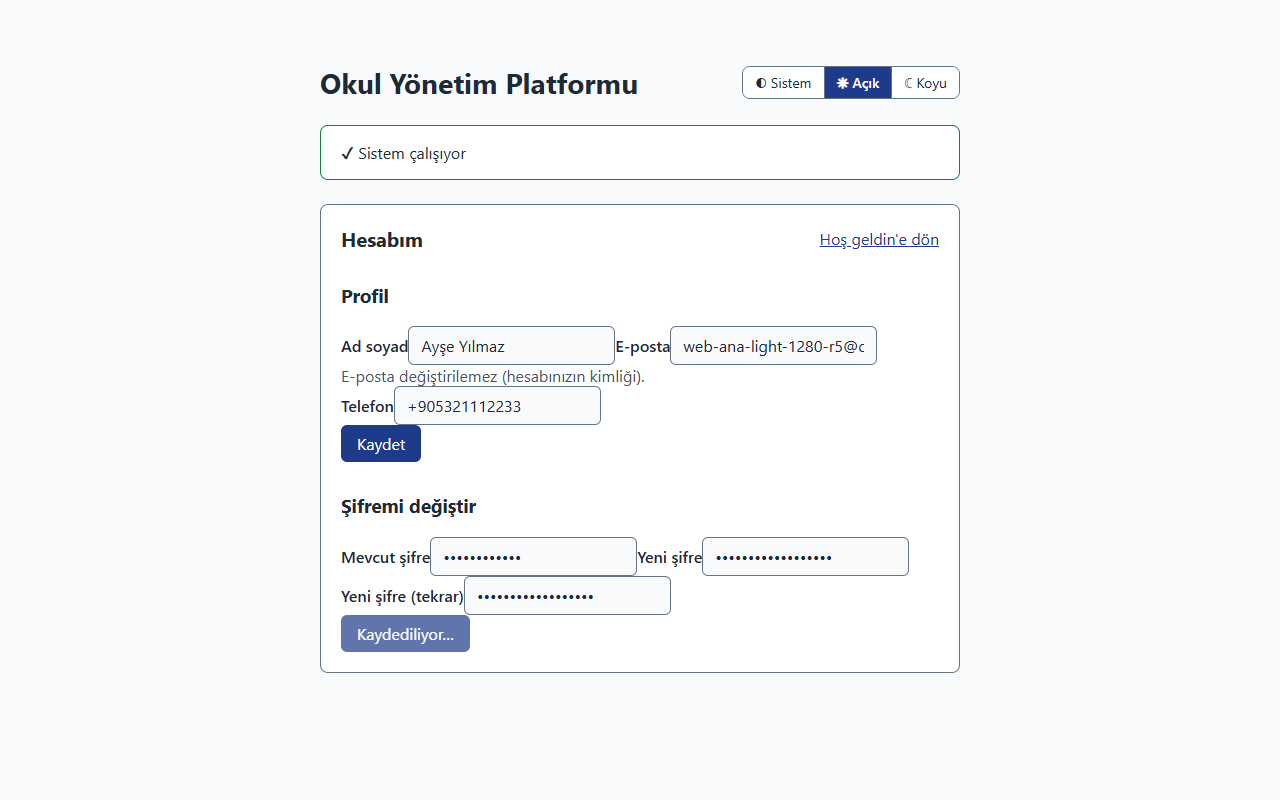 Okul Yönetim Platformu
◐ Sistem ❋ Açık ☾ Koyu
✓ Sistem çalışıyor
Hesabım Hoş geldin'e dön
Profil
Ad soyad Ayşe Yılmaz E-posta web-ana-light-1280-r5@c
E-posta değiştirilemez (hesabınızın kimliği).
Telefon +905321112233
Kaydet
Şifremi değiştir
Mevcut şifre •••••••••••• Yeni şifre ••••••••••••••••••
Yeni şifre (tekrar) ••••••••••••••••••
Kaydediliyor...